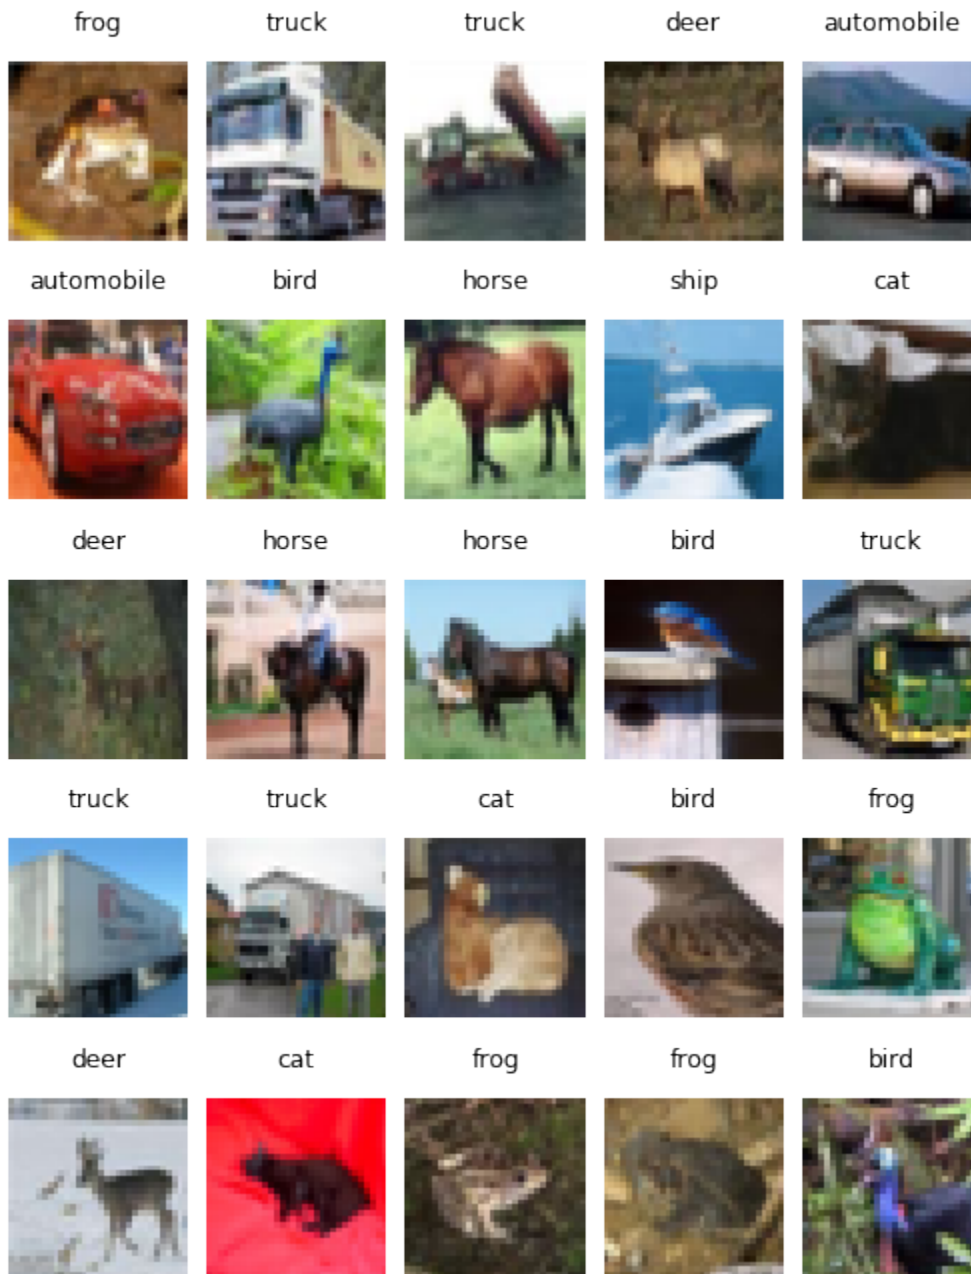 frog truck truck deer automobile
automobile bird horse ship cat
deer horse horse bird truck
truck truck cat bird frog
deer cat frog frog bird